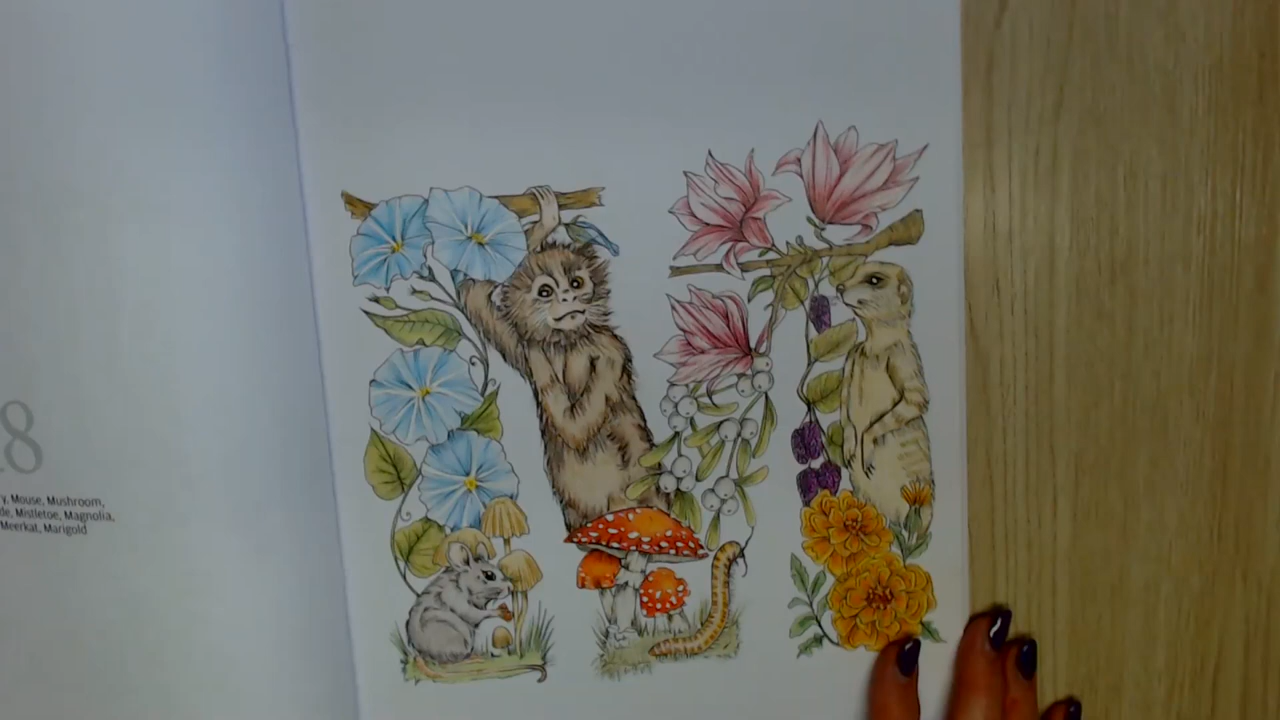 8
y, Mouse, Mushroom,
de, Mistletoe, Magnolia,
Meerkat, Marigold